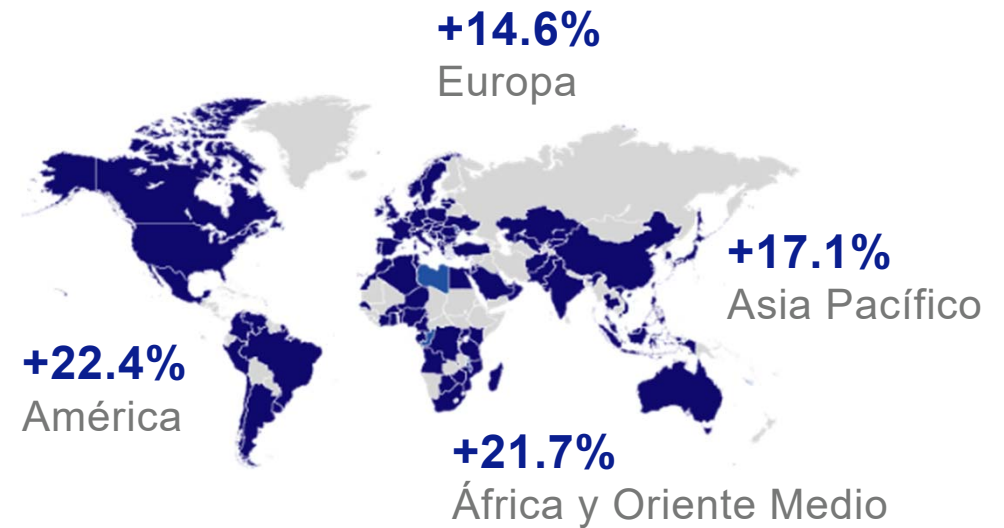 +14.6%
Europa
+17.1%
Asia Pacífico
+22.4%
América
+21.7%
África y Oriente Medio